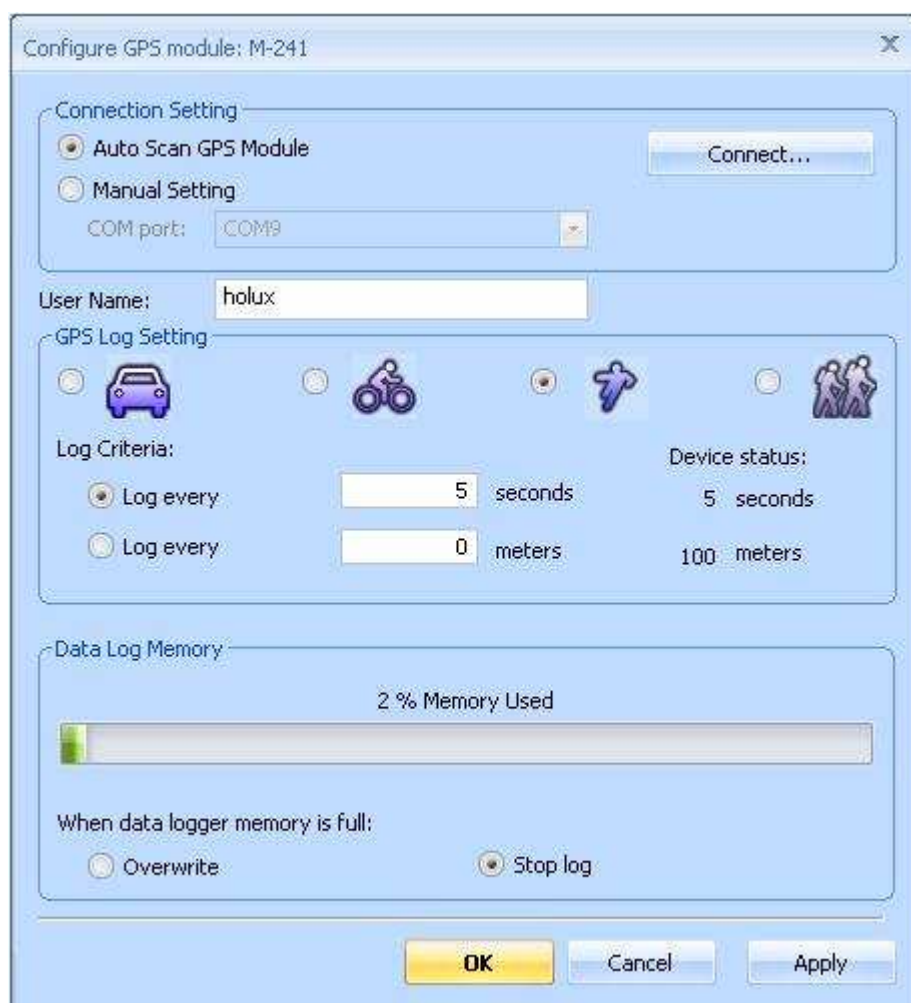 Configure GPS module: M-241
Connection Setting
Auto Scan GPS Module
Connect...
Manual Setting
COM port: COM9
User Name: holux
GPS Log Setting
Log Criteria:
Device status:
Log every 5 seconds 5 seconds
Log every 0 meters 100 meters
Data Log Memory
2 % Memory Used
When data logger memory is full:
Overwrite Stop log
OK Cancel Apply